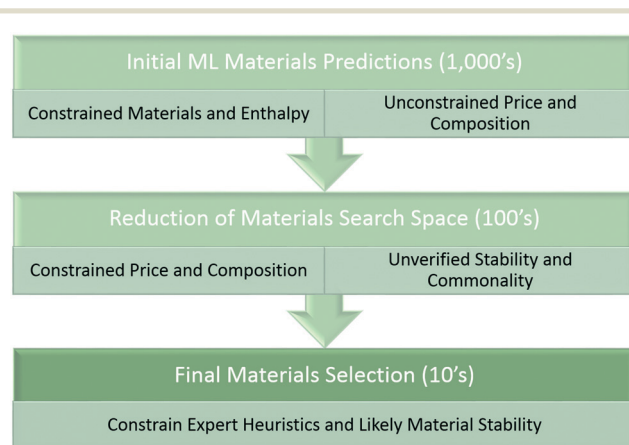 Initial ML Materials Predictions (1,000's)
Constrained Materials and Enthalpy
Unconstrained Price and
Composition
Reduction of Materials Search Space (100's)
Constrained Price and Composition
Unverified Stability and
Commonality
Final Materials Selection (10's)
Constrain Expert Heuristics and Likely Material Stability